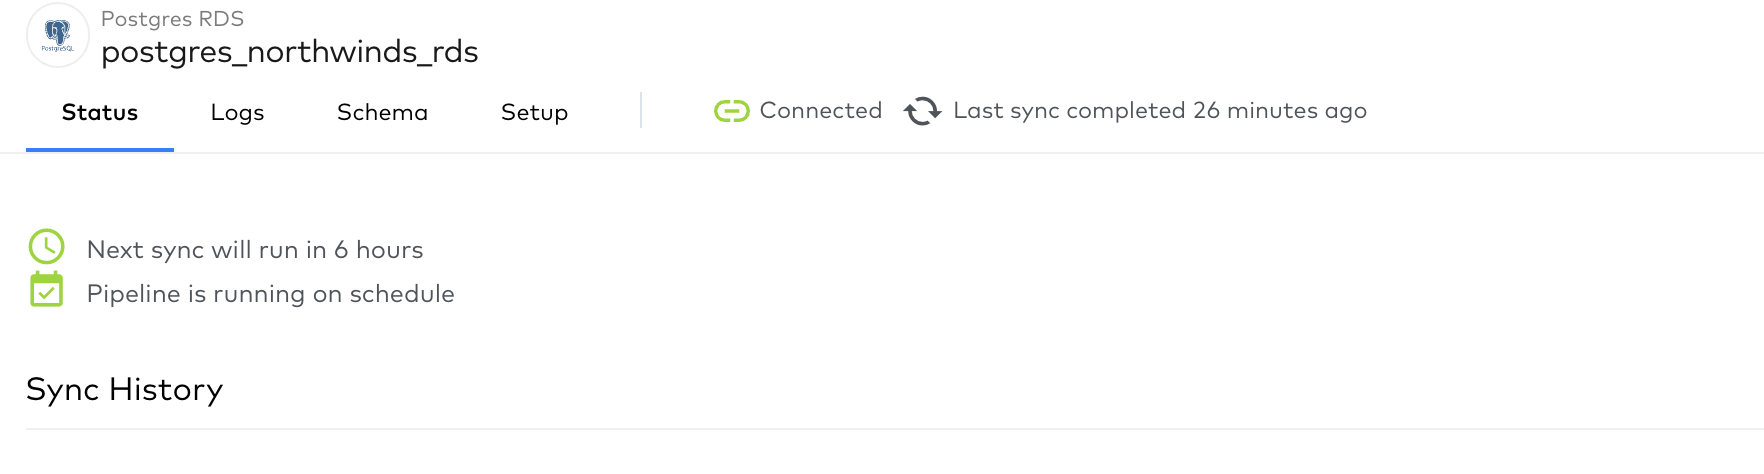 Postgres RDS
PostgreSQL
postgres_northwinds_rds
Status Logs Schema Setup Connected Last sync completed 26 minutes ago
Next sync will run in 6 hours
Pipeline is running on schedule
Sync History